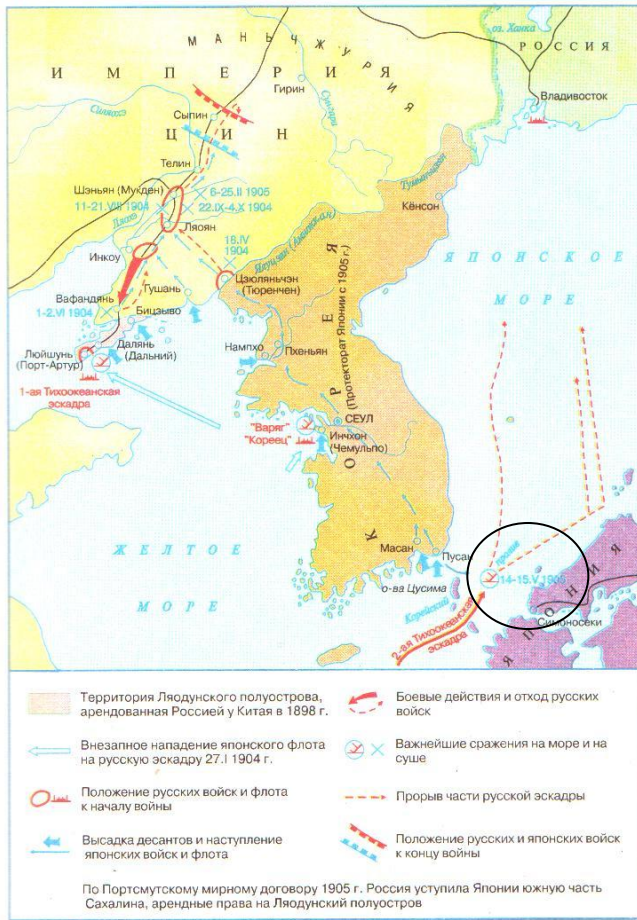 оз. Ханка
РОССИЯ
МАНЬЧЖУРИЯ
ИМПЕРИЯ
ЦИН
Гирин
Сунгари
Владивосток
Силяохэ
Сыпин
Телин
Туманьцзян
Шэньян (Мукден)
6-25.II 1905
11-21.VIII 1904
22.IX-4.X 1904
Ляохэ
Ляоян
Кёнсон
18.IV
1904
Ялуцзян (Амноккан)
Инкоу
Цзюляньчэн
(Тюренчен)
ЯПОНСКОЕ
МОРЕ
Гушань
Вафандянь
Бицзыво
1-2.VI 1904
Далянь
(Дальний)
Люйшунь
(Порт-Артур)
Нампхо
Пхеньян
КОРЕЯ
(Протекторат Японии с 1905 г.)
1-ая Тихоокеанская
эскадра
СЕУЛ
"Варяг"
"Кореец"
Инчхон
(Чемульпо)
ЖЕЛТОЕ
МОРЕ
Масан
Пусан
пролив
14-15.V 1905
о-ва Цусима
Корейский
Симоносеки
ЯПОНИЯ
2-ая Тихоокеанская
эскадра
Территория Ляодунского полуострова,
арендованная Россией у Китая в 1898 г.
Внезапное нападение японского флота
на русскую эскадру 27.I 1904 г.
Положение русских войск и флота
к началу войны
Высадка десантов и наступление
японских войск и флота
Боевые действия и отход русских
войск
Важнейшие сражения на море и на
суше
Прорыв части русской эскадры
Положение русских и японских войск
к концу войны
По Портсмутскому мирному договору 1905 г. Россия уступила Японии южную часть
Сахалина, арендные права на Ляодунский полуостров